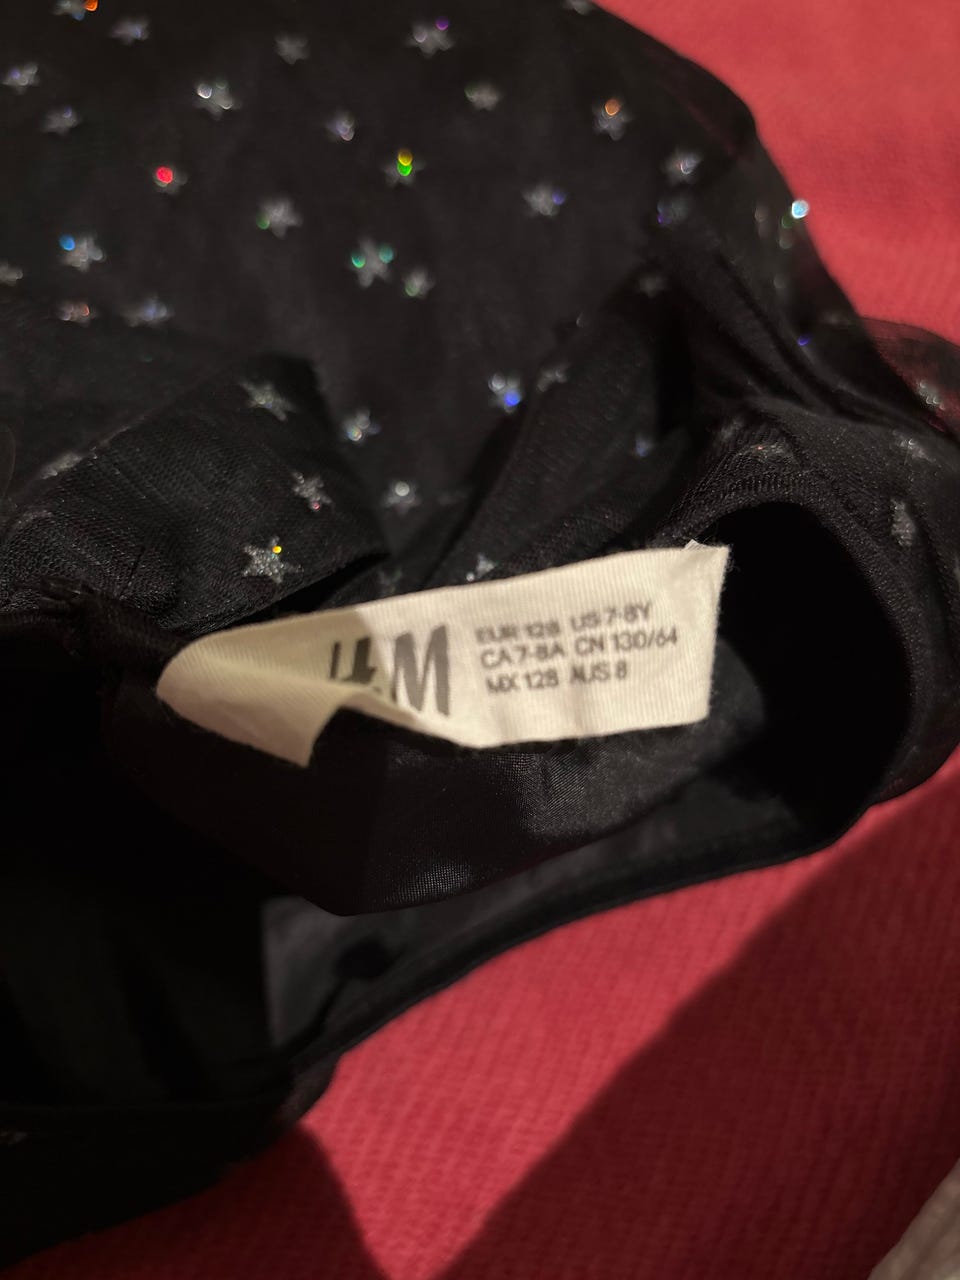 H&M
EUR 128 US 7-8Y
CA 7-8A CN 130/64
MX 128 AUS 8